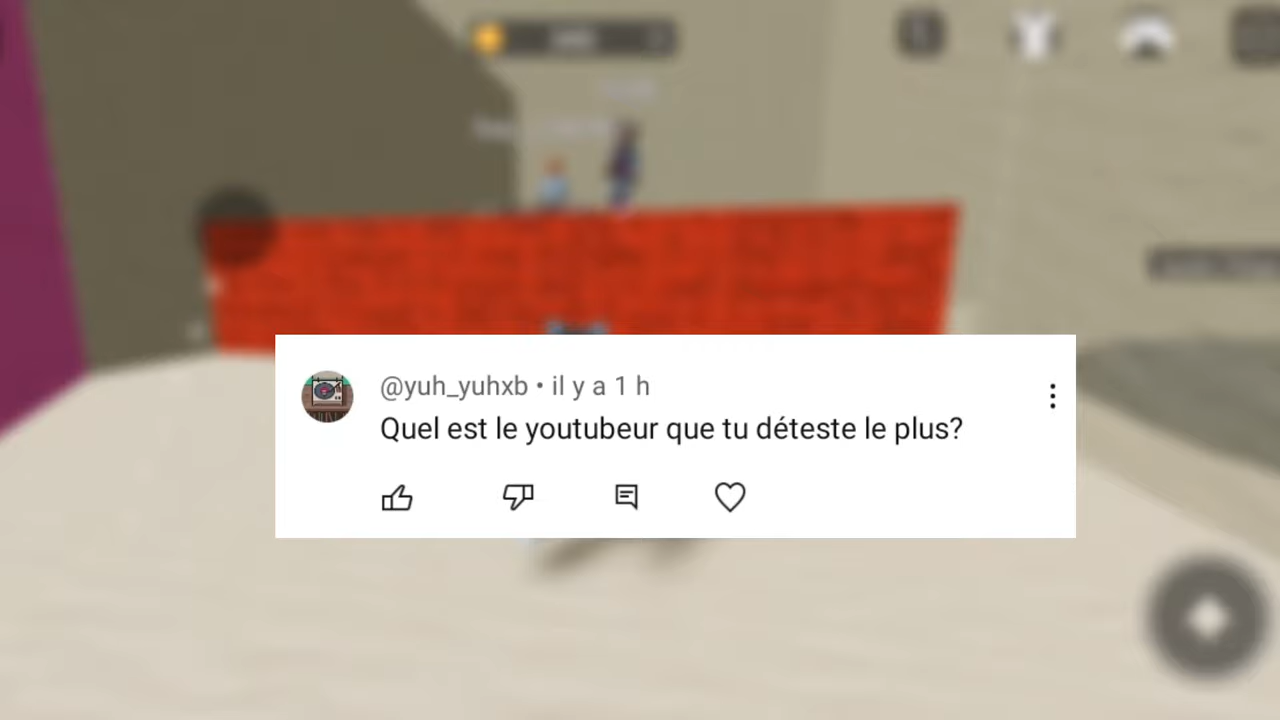 @yuh_yuhxb • il y a 1 h
Quel est le youtubeur que tu déteste le plus?